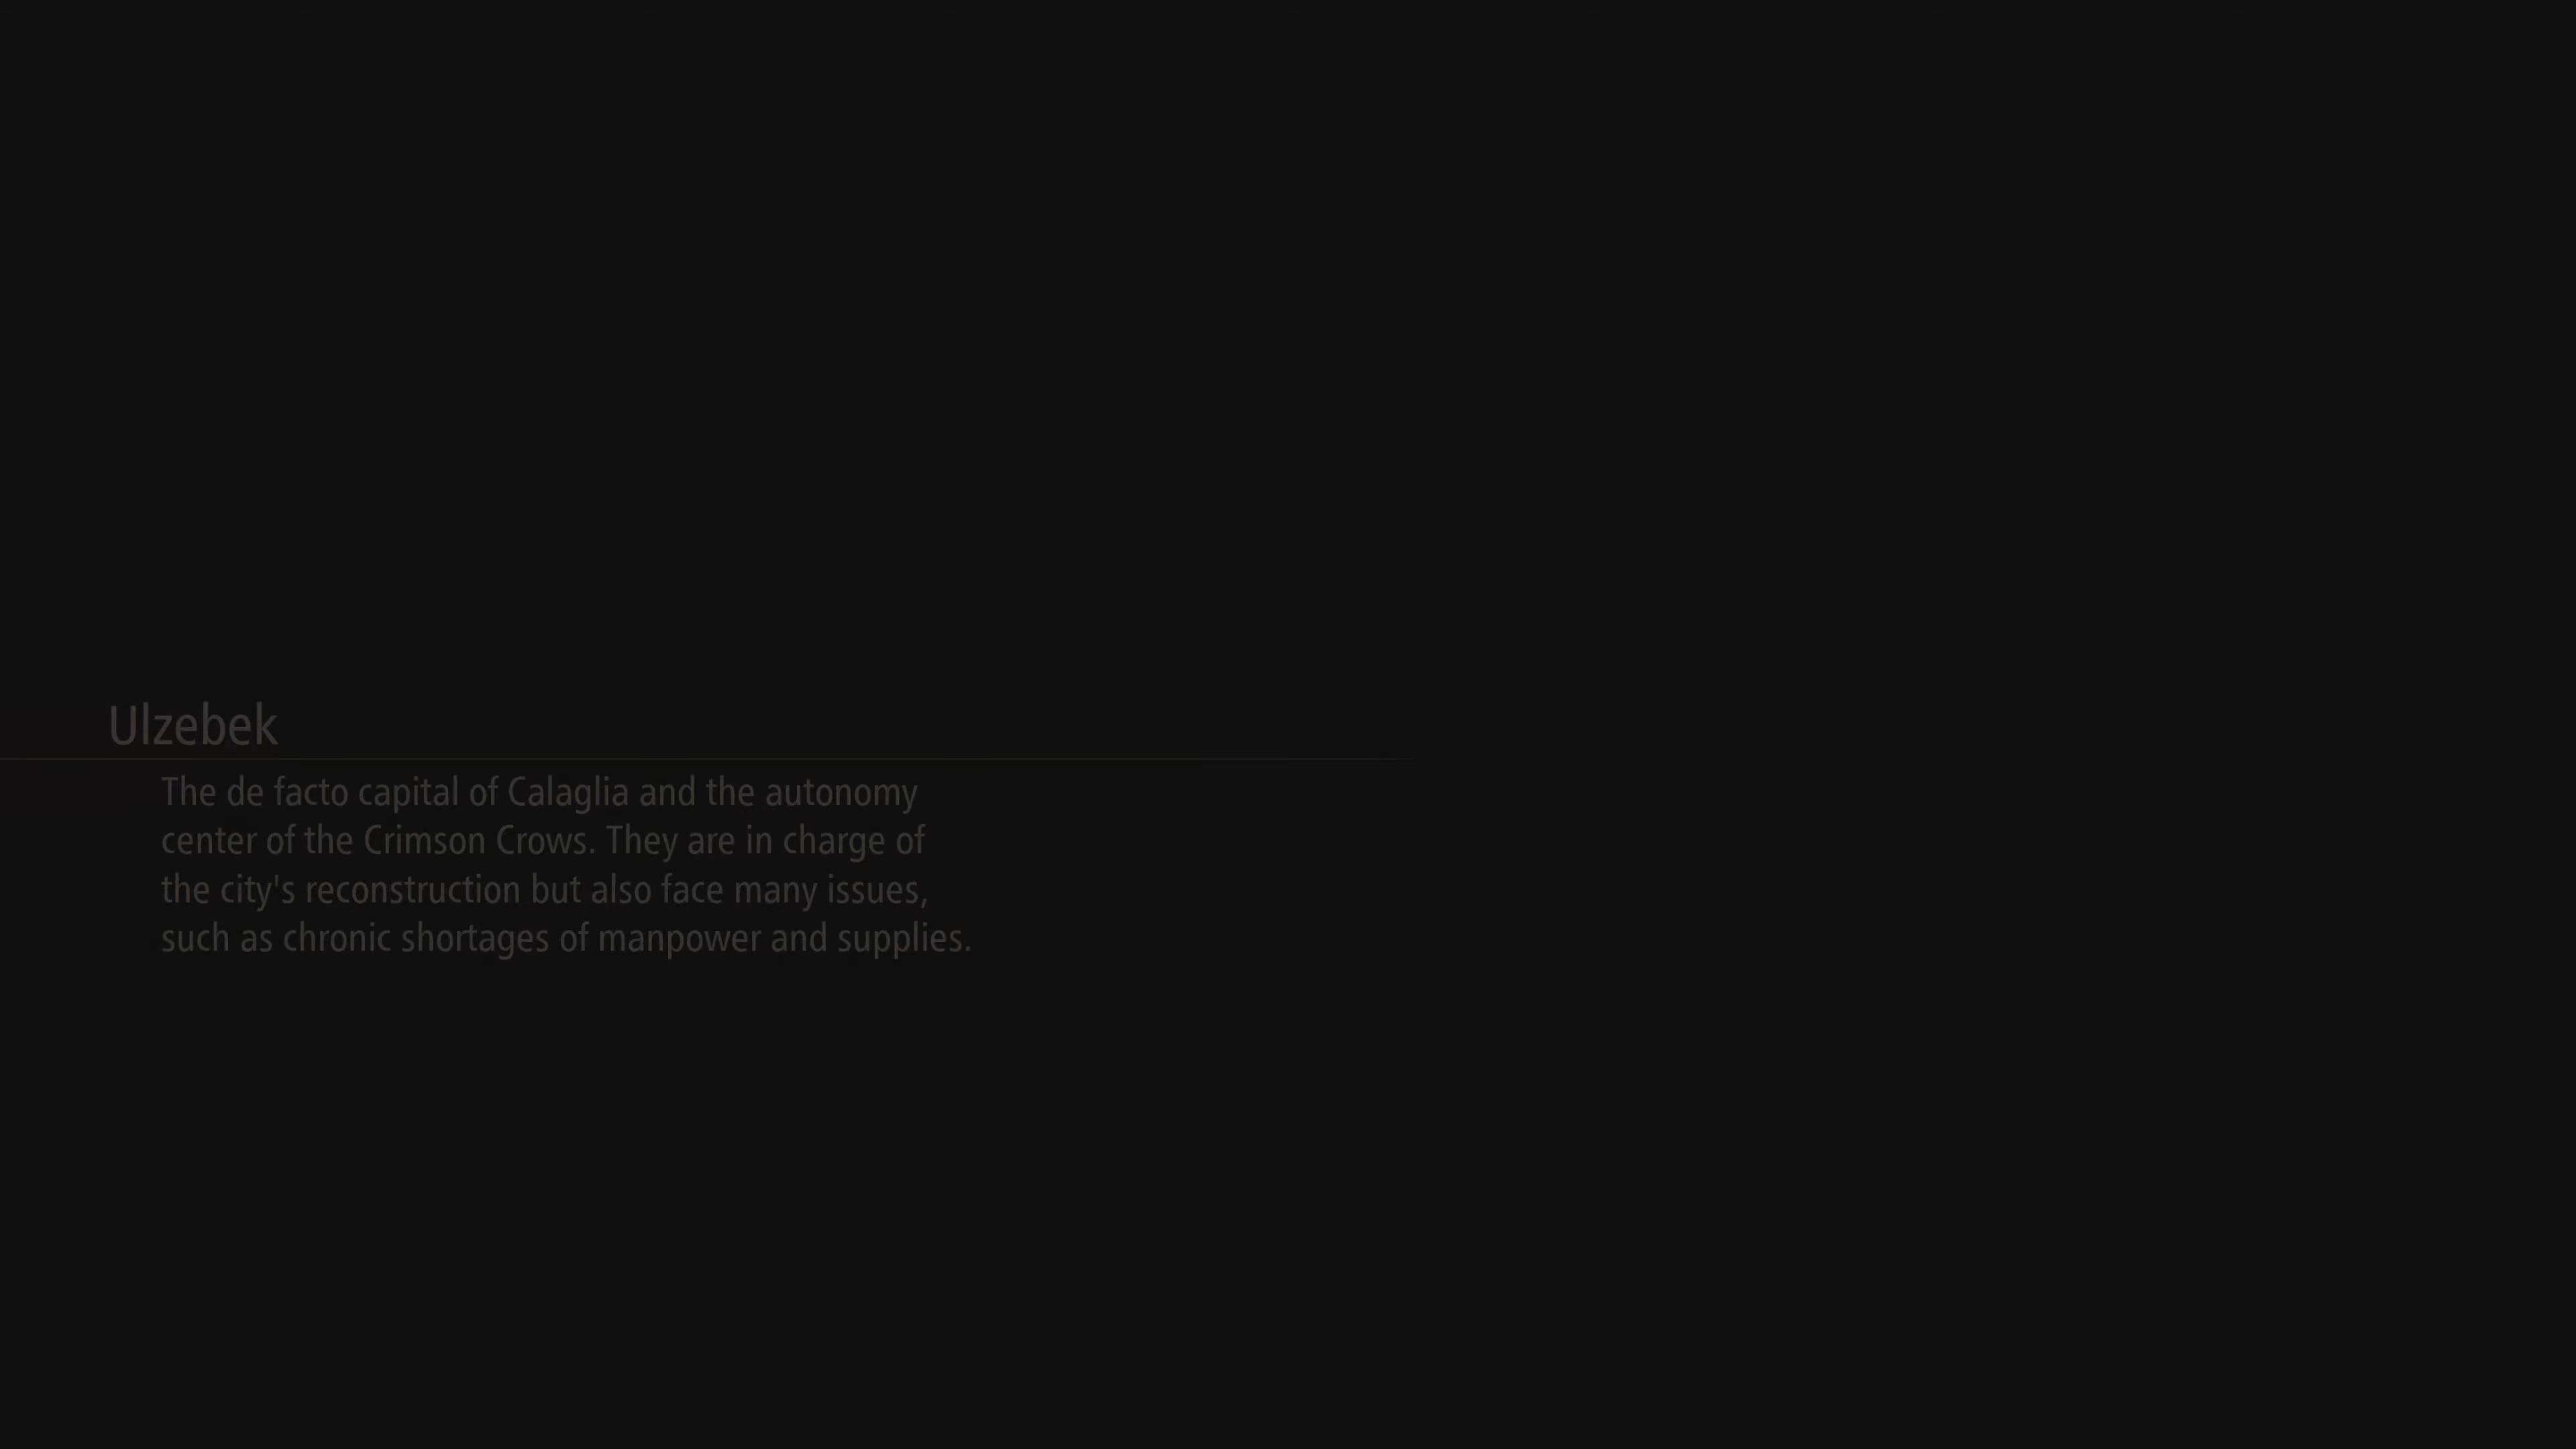 Ulzebek
The de facto capital of Calaglia and the autonomy
center of the Crimson Crows. They are in charge of
the city's reconstruction but also face many issues,
such as chronic shortages of manpower and supplies.